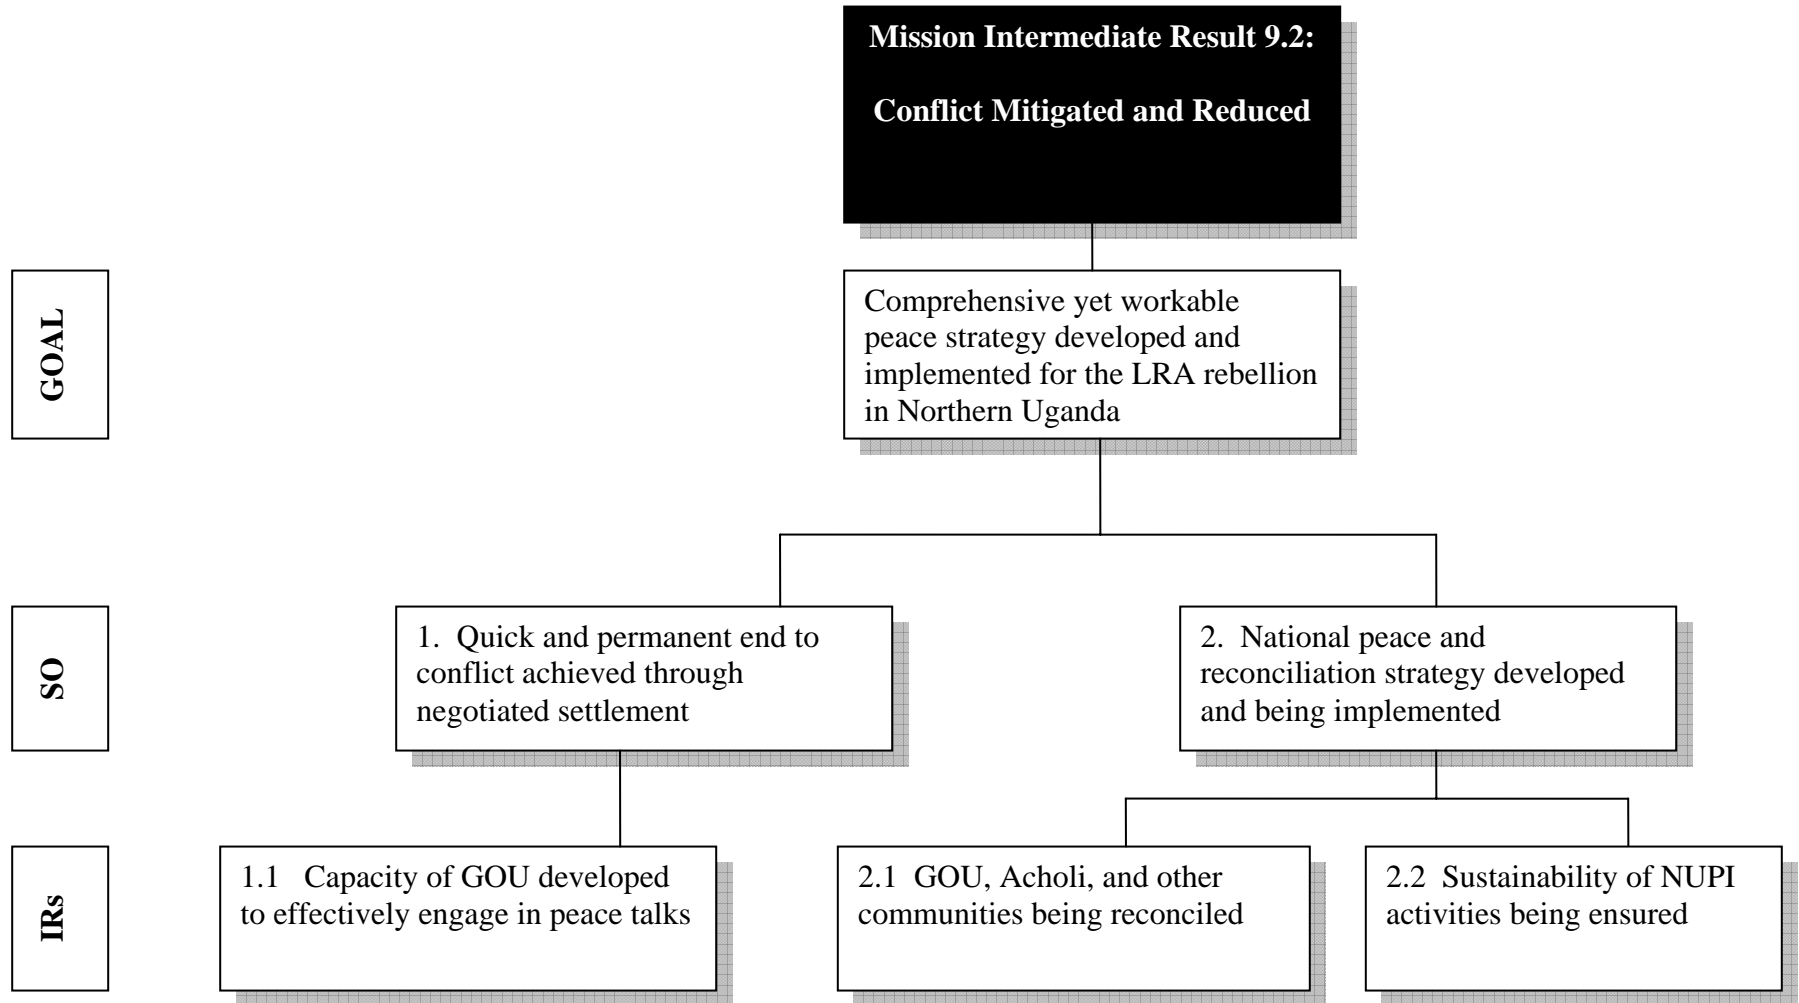 Mission Intermediate Result 9.2:
Conflict Mitigated and Reduced
GOAL
Comprehensive yet workable
peace strategy developed and
implemented for the LRA rebellion
in Northern Uganda
SO
1. Quick and permanent end to
conflict achieved through
negotiated settlement
2. National peace and
reconciliation strategy developed
and being implemented
IRs
1.1 Capacity of GOU developed
to effectively engage in peace talks
2.1 GOU, Acholi, and other
communities being reconciled
2.2 Sustainability of NUPI
activities being ensured